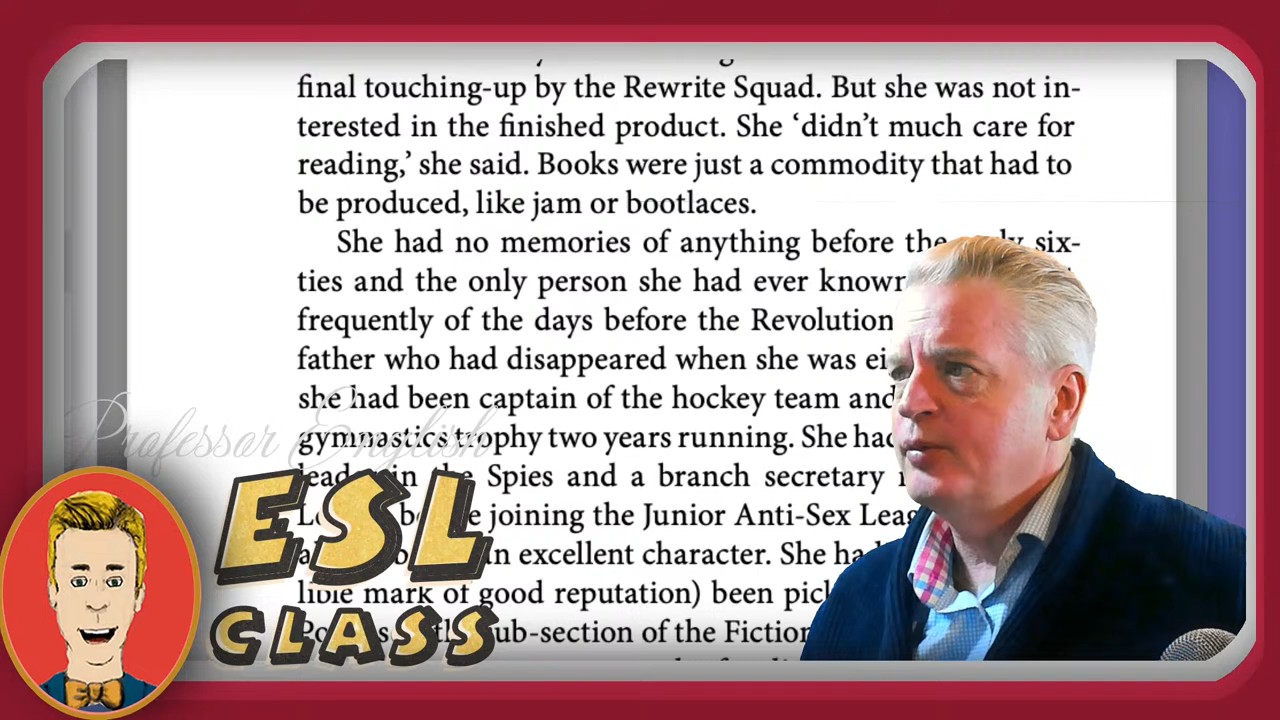 final touching-up by the Rewrite Squad. But she was not in-
terested in the finished product. She ‘didn’t much care for
reading,’ she said. Books were just a commodity that had to
be produced, like jam or bootlaces.
She had no memories of anything before the early six-
ties and the only person she had ever known
frequently of the days before the Revolution
father who had disappeared when she was
she had been captain of the hockey team and
gymnastics trophy two years running. She had
in the Spies and a branch secretary
joining the Junior Anti-Sex
an excellent character. She had
mark of good reputation) been
sub-section of the Fiction
Professor English
ESL
CLASS